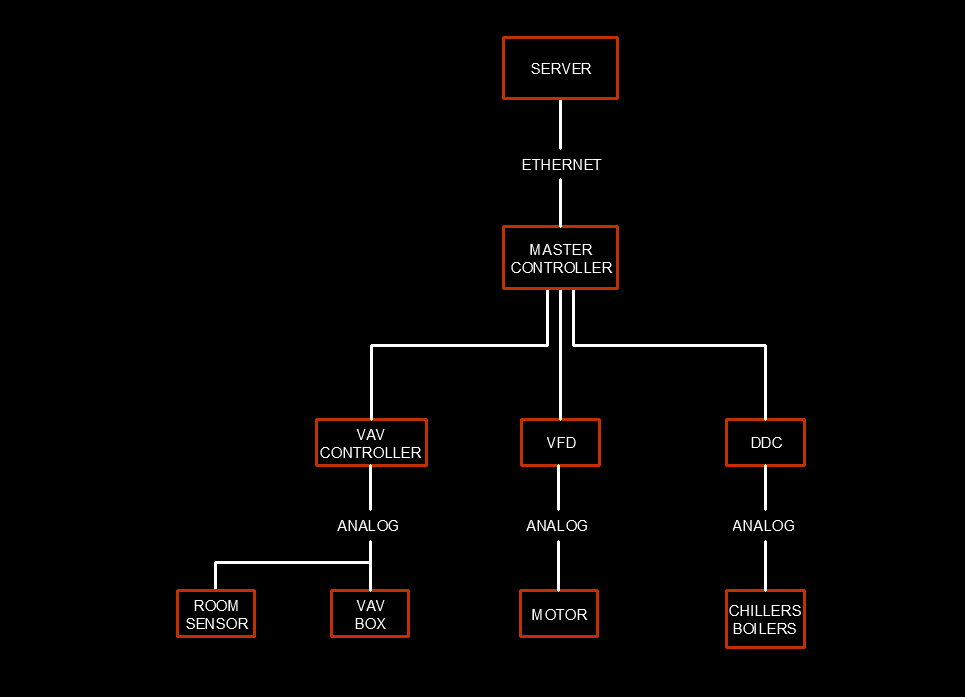 SERVER
ETHERNET
MASTER
CONTROLLER
VAV
CONTROLLER
VFD
DDC
ANALOG
ANALOG
ANALOG
ROOM
SENSOR
VAV
BOX
MOTOR
CHILLERS
BOILERS